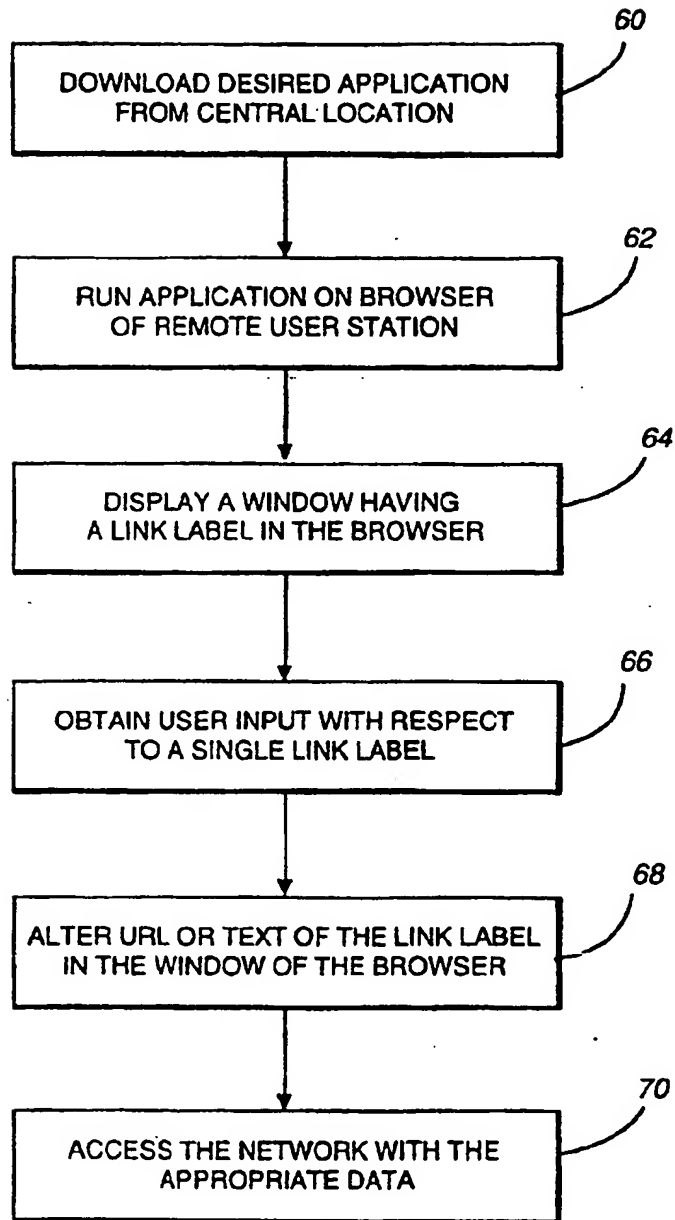 60
DOWNLOAD DESIRED APPLICATION
FROM CENTRAL LOCATION
62
RUN APPLICATION ON BROWSER
OF REMOTE USER STATION
64
DISPLAY A WINDOW HAVING
A LINK LABEL IN THE BROWSER
66
OBTAIN USER INPUT WITH RESPECT
TO A SINGLE LINK LABEL
68
ALTER URL OR TEXT OF THE LINK LABEL
IN THE WINDOW OF THE BROWSER
70
ACCESS THE NETWORK WITH THE
APPROPRIATE DATA